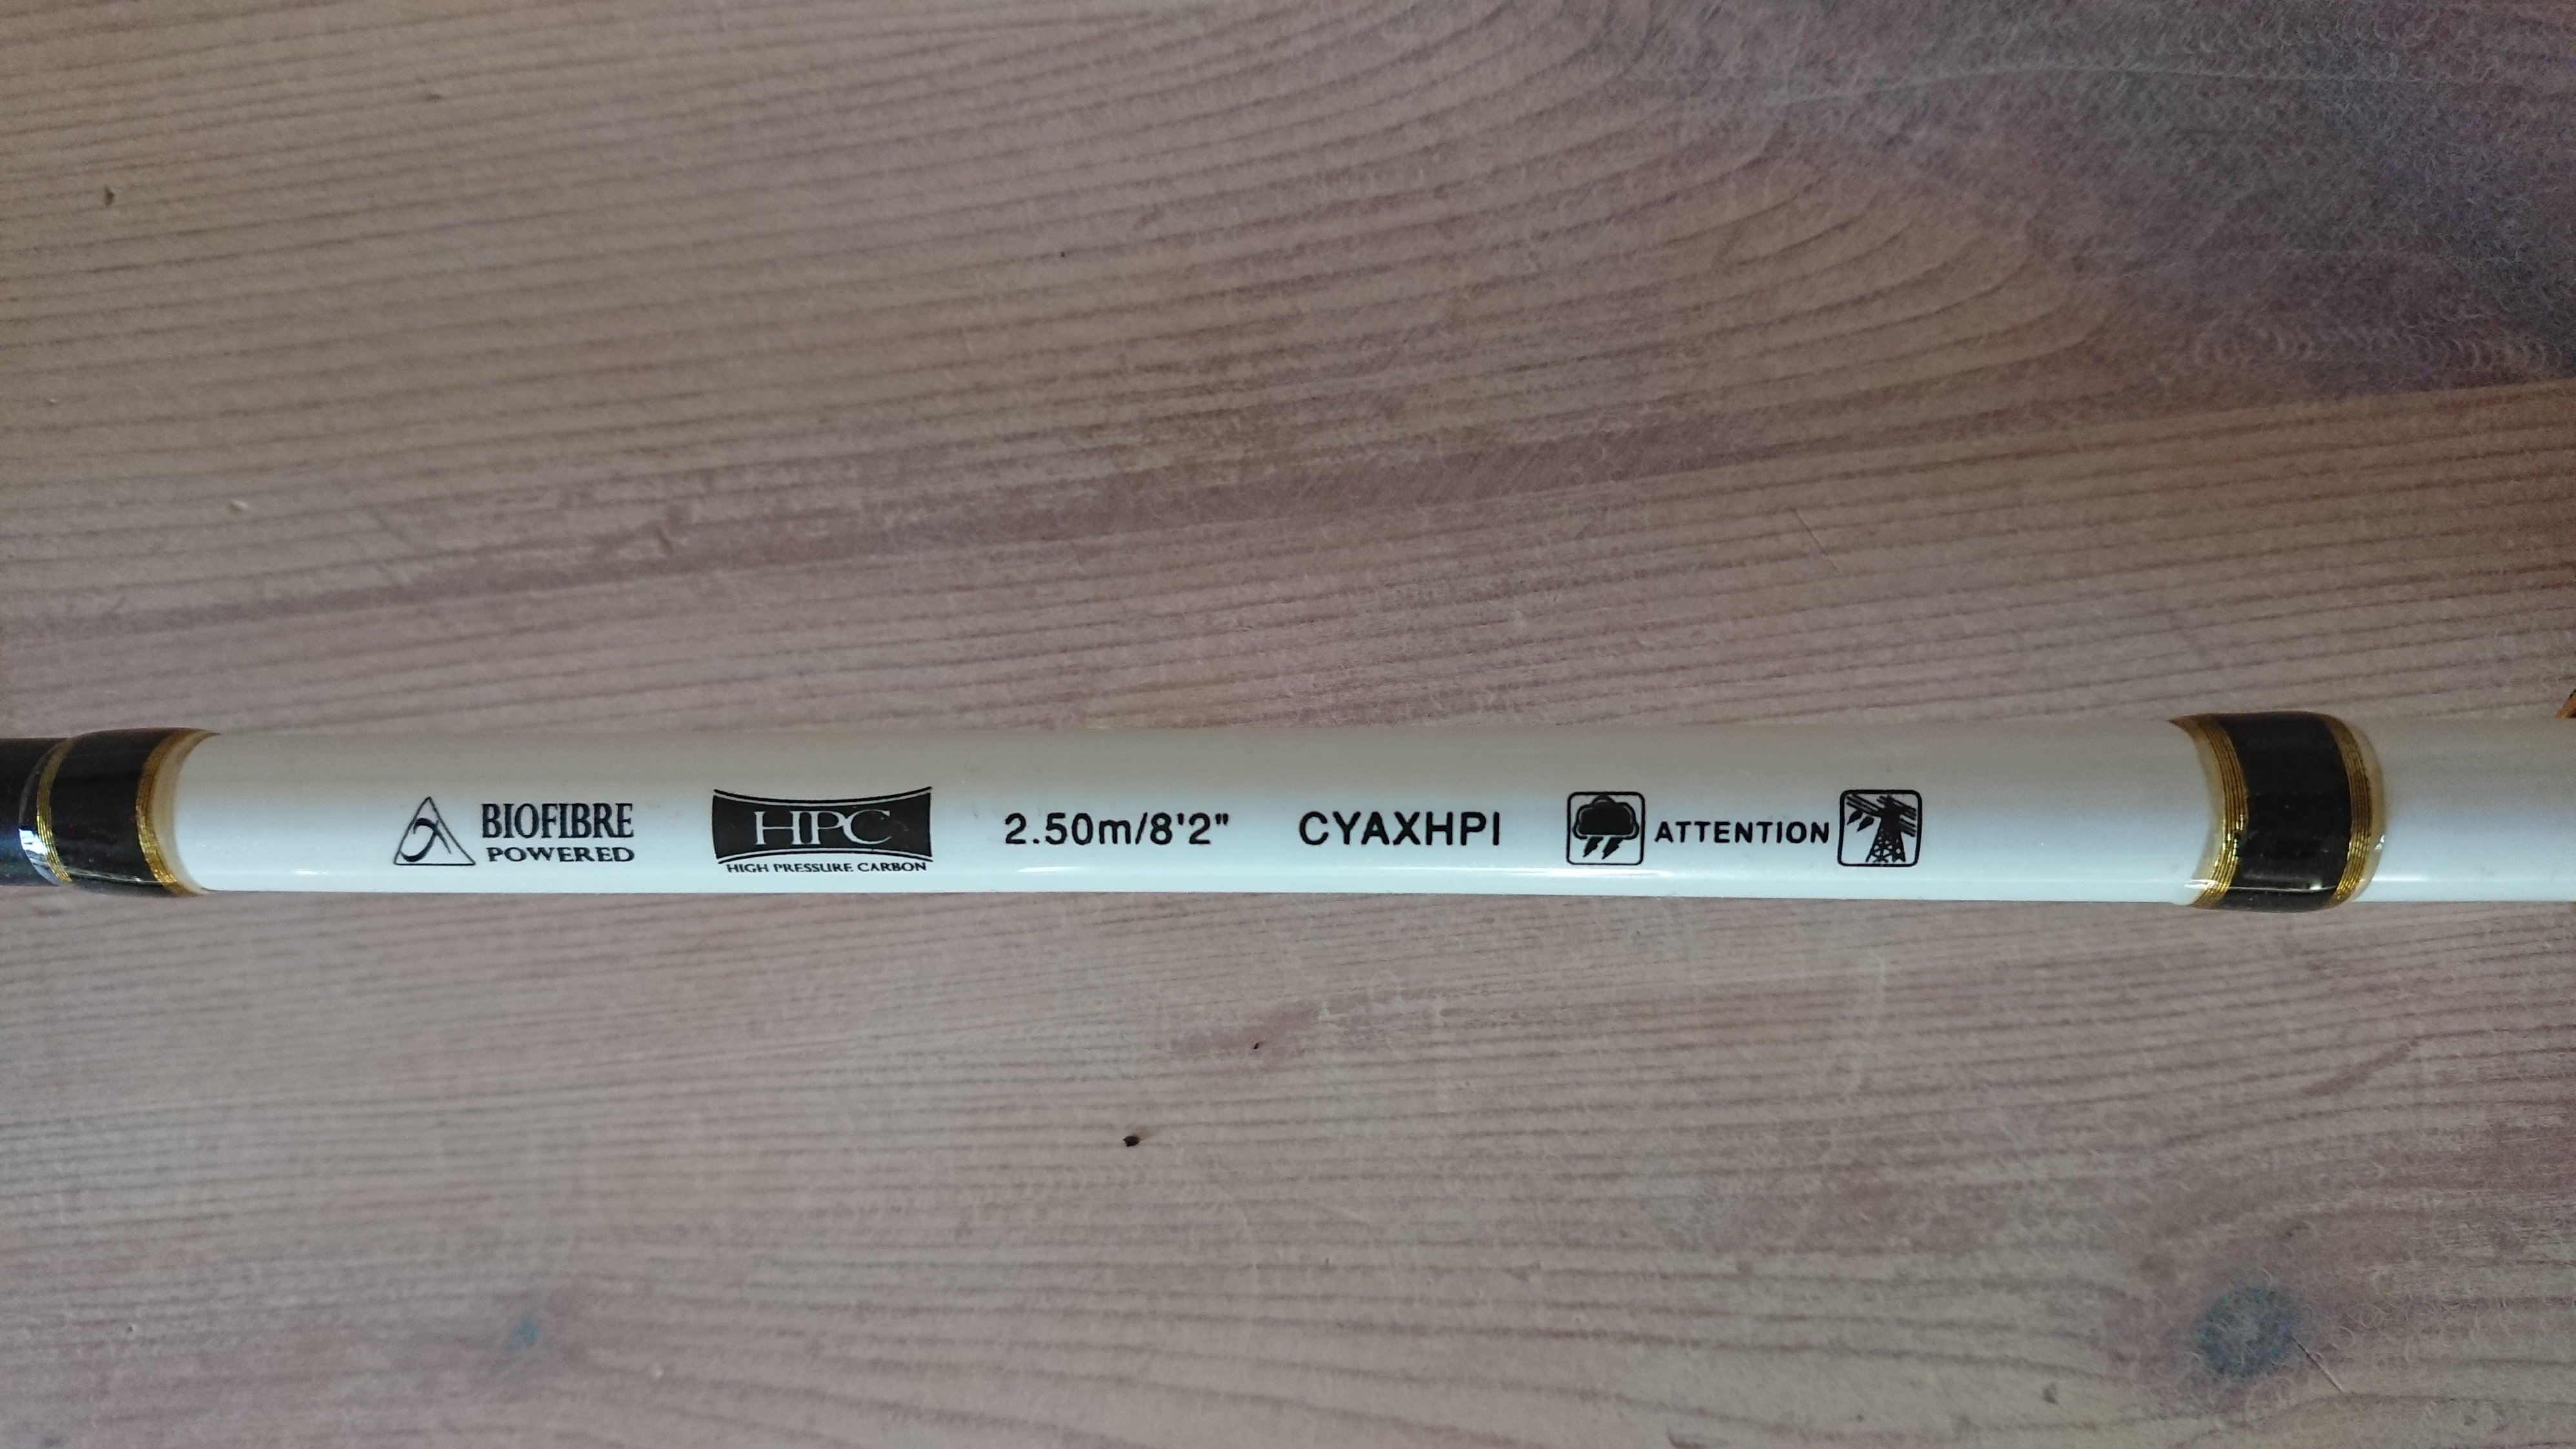 BIOFIBRE
POWERED
HPC
HIGH PRESSURE CARBON
2.50m/8'2"
CYAXHPI
ATTENTION